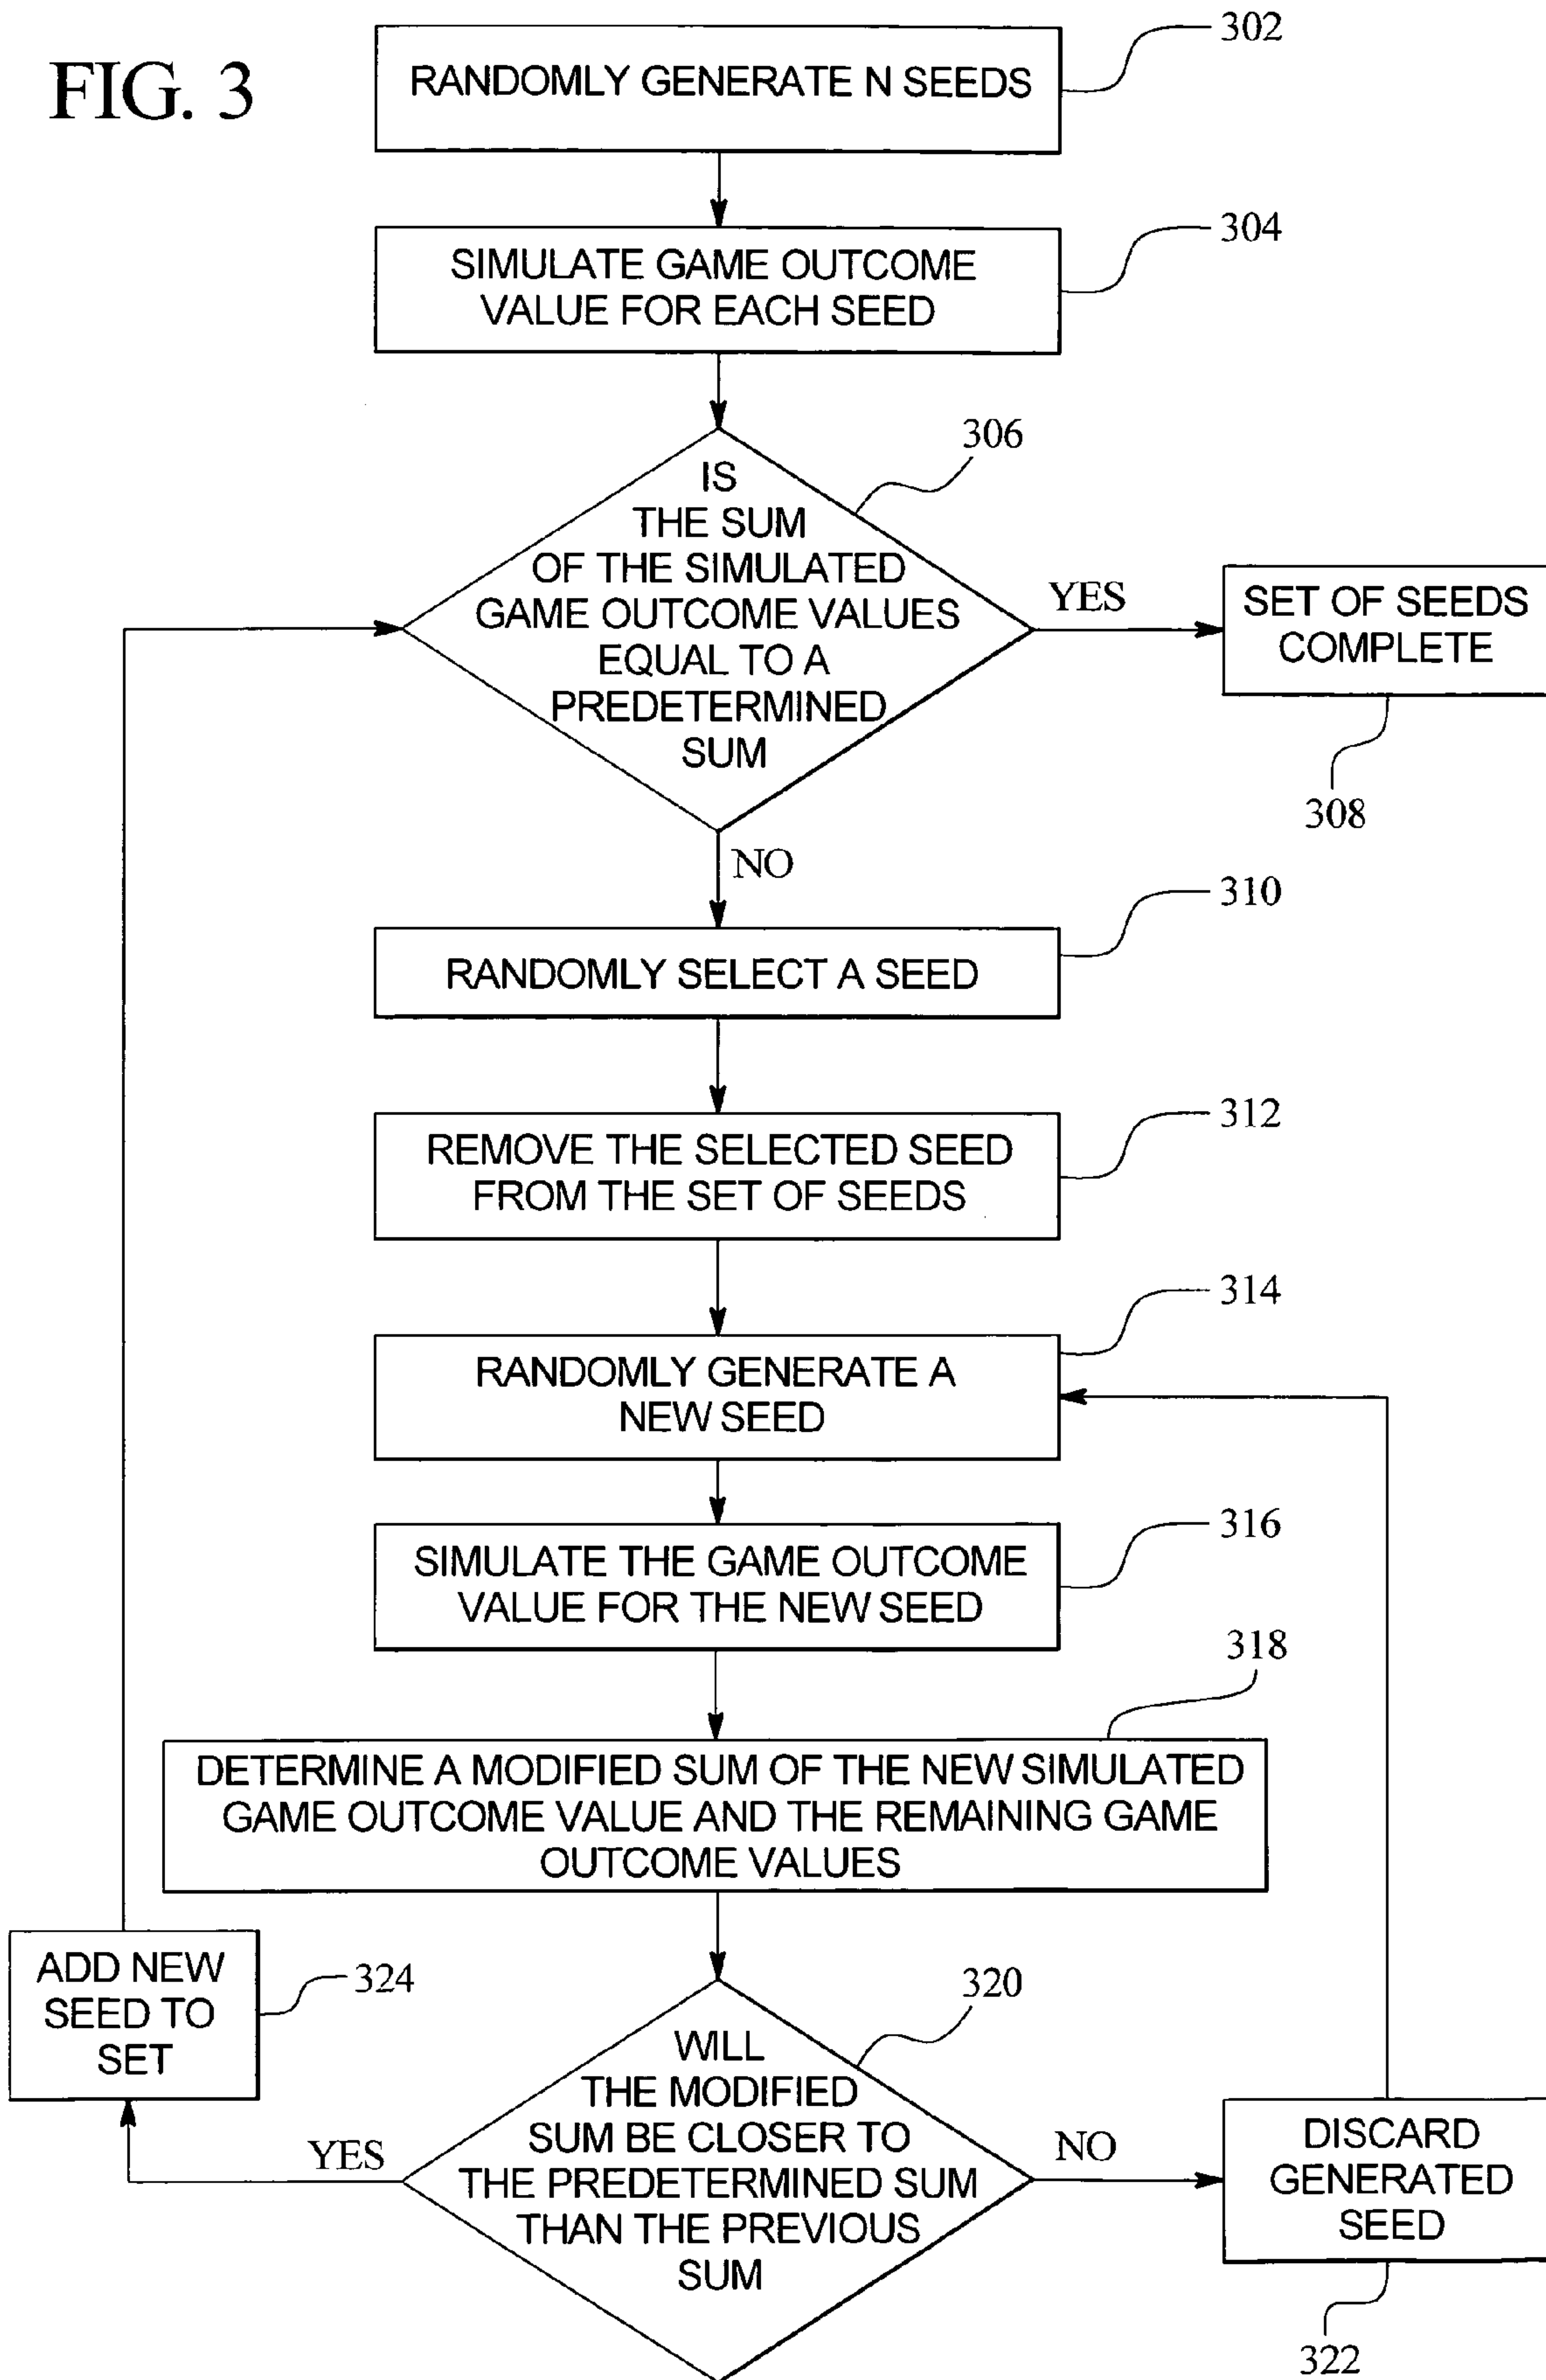 FIG. 3
RANDOMLY GENERATE N SEEDS
302
SIMULATE GAME OUTCOME
VALUE FOR EACH SEED
304
IS
THE SUM
OF THE SIMULATED
GAME OUTCOME VALUES
EQUAL TO A
PREDETERMINED
SUM
306
YES
SET OF SEEDS
COMPLETE
308
NO
RANDOMLY SELECT A SEED
310
REMOVE THE SELECTED SEED
FROM THE SET OF SEEDS
312
RANDOMLY GENERATE A
NEW SEED
314
SIMULATE THE GAME OUTCOME
VALUE FOR THE NEW SEED
316
DETERMINE A MODIFIED SUM OF THE NEW SIMULATED
GAME OUTCOME VALUE AND THE REMAINING GAME
OUTCOME VALUES
318
WILL
THE MODIFIED
SUM BE CLOSER TO
THE PREDETERMINED SUM
THAN THE PREVIOUS
SUM
320
YES
ADD NEW
SEED TO
SET
324
NO
DISCARD
GENERATED
SEED
322